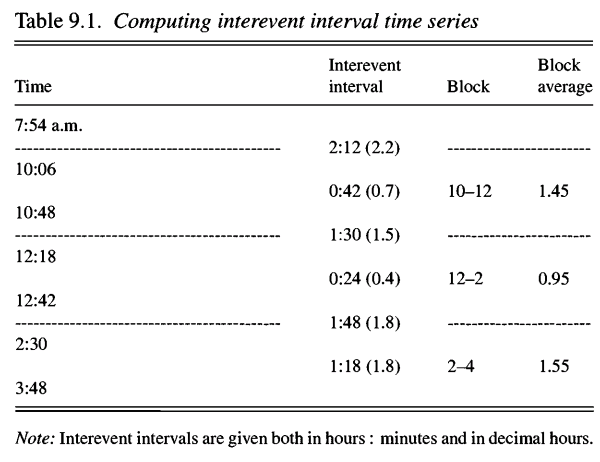 Table 9.1. Computing interevent interval time series
Interevent Block
Time interval Block average
7:54 a.m.
2:12 (2.2)
10:06
0:42 (0.7) 10–12 1.45
10:48
1:30 (1.5)
12:18
0:24 (0.4) 12–2 0.95
12:42
1:48 (1.8)
2:30
1:18 (1.8) 2–4 1.55
3:48
Note: Interevent intervals are given both in hours : minutes and in decimal hours.